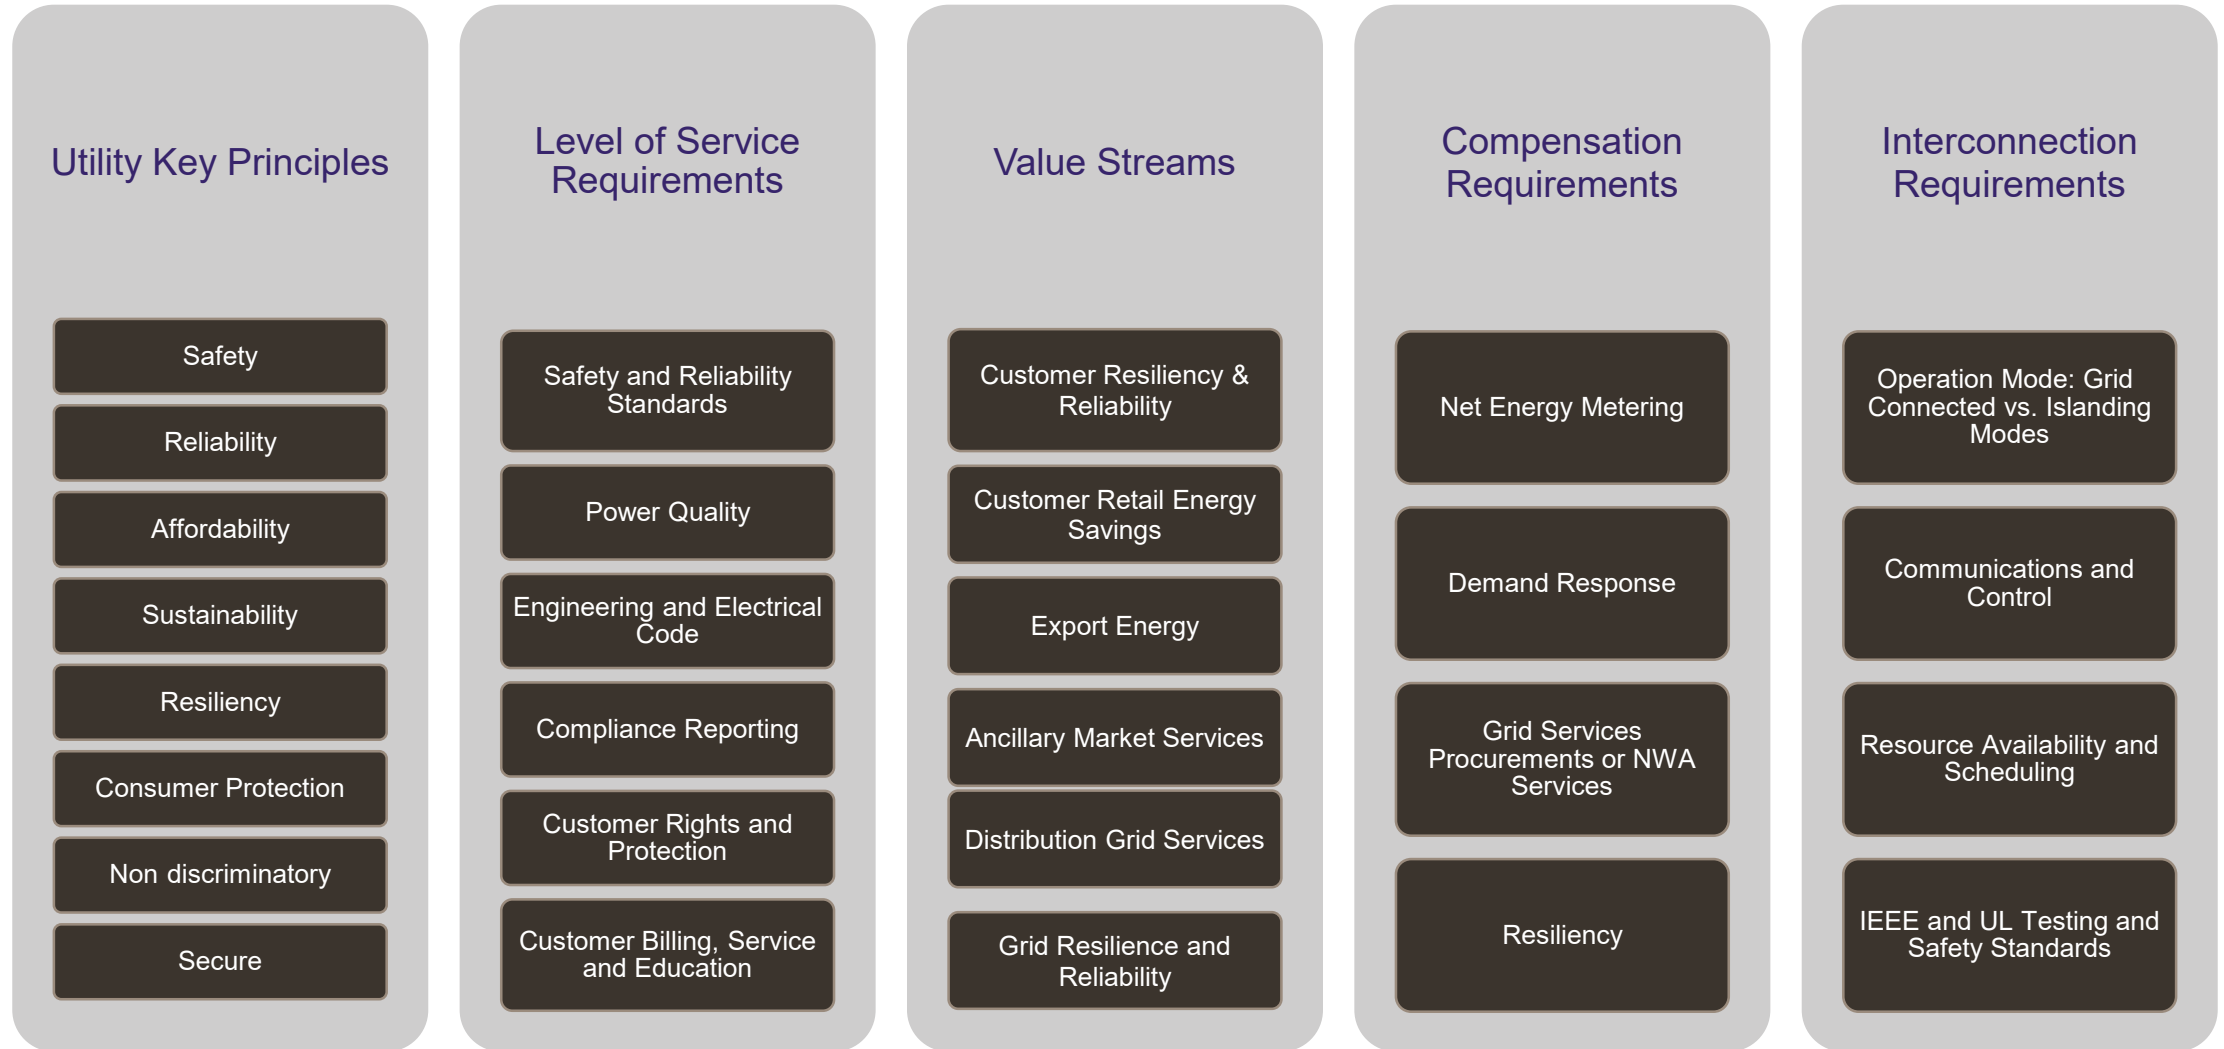 Utility Key Principles
Safety
Reliability
Affordability
Sustainability
Resiliency
Consumer Protection
Non discriminatory
Secure
Level of Service
Requirements
Safety and Reliability
Standards
Power Quality
Engineering and Electrical
Code
Compliance Reporting
Customer Rights and
Protection
Customer Billing, Service
and Education
Value Streams
Customer Resiliency &
Reliability
Customer Retail Energy
Savings
Export Energy
Ancillary Market Services
Distribution Grid Services
Grid Resilience and
Reliability
Compensation
Requirements
Net Energy Metering
Demand Response
Grid Services
Procurements or NWA
Services
Resiliency
Interconnection
Requirements
Operation Mode: Grid
Connected vs. Islanding
Modes
Communications and
Control
Resource Availability and
Scheduling
IEEE and UL Testing and
Safety Standards